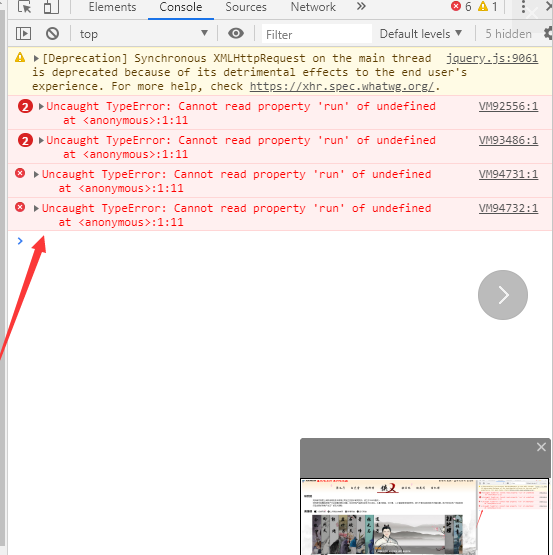 Elements Console Sources Network »
6 1
top
Filter
Default levels
5 hidden
[Deprecation] Synchronous XMLHttpRequest on the main thread jquery.js:9061
is deprecated because of its detrimental effects to the end user's
experience. For more help, check https://xhr.spec.whatwg.org/.
2 Uncaught TypeError: Cannot read property 'run' of undefined VM92556:1
at <anonymous>:1:11
2 Uncaught TypeError: Cannot read property 'run' of undefined VM93486:1
at <anonymous>:1:11
Uncaught TypeError: Cannot read property 'run' of undefined VM94731:1
at <anonymous>:1:11
Uncaught TypeError: Cannot read property 'run' of undefined VM94732:1
at <anonymous>:1:11